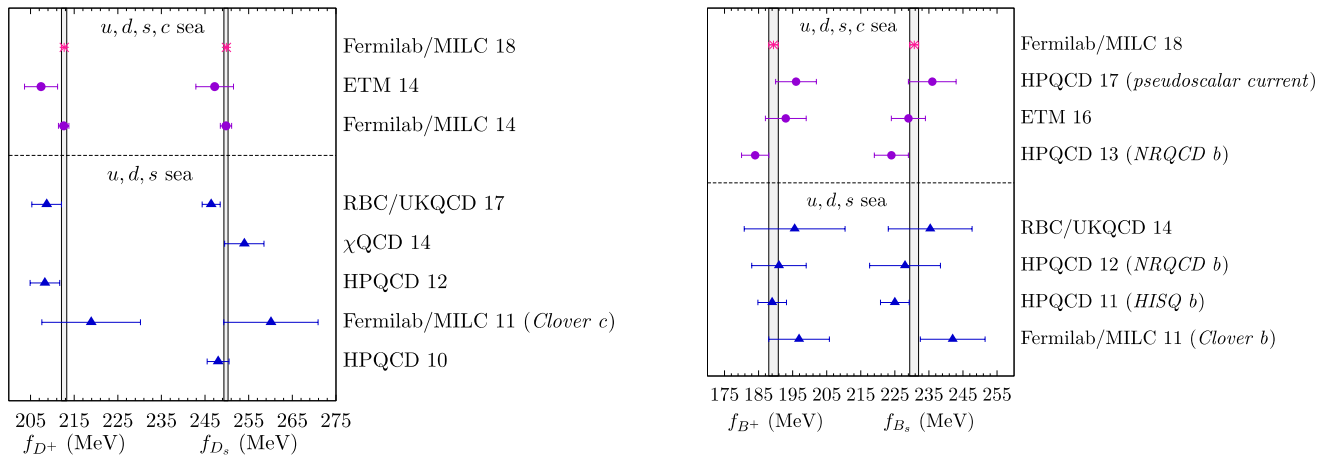 u, d, s, c sea
Fermilab/MILC 18
ETM 14
Fermilab/MILC 14
u, d, s sea
RBC/UKQCD 17
χQCD 14
HPQCD 12
Fermilab/MILC 11 (Clover c)
HPQCD 10
205 215 225 235 245 255 265 275
f_{D^+} (MeV) f_{D_s} (MeV)
u, d, s, c sea
Fermilab/MILC 18
HPQCD 17 (pseudoscalar current)
ETM 16
HPQCD 13 (NRQCD b)
u, d, s sea
RBC/UKQCD 14
HPQCD 12 (NRQCD b)
HPQCD 11 (HISQ b)
Fermilab/MILC 11 (Clover b)
175 185 195 205 215 225 235 245 255
f_{B^+} (MeV) f_{B_s} (MeV)